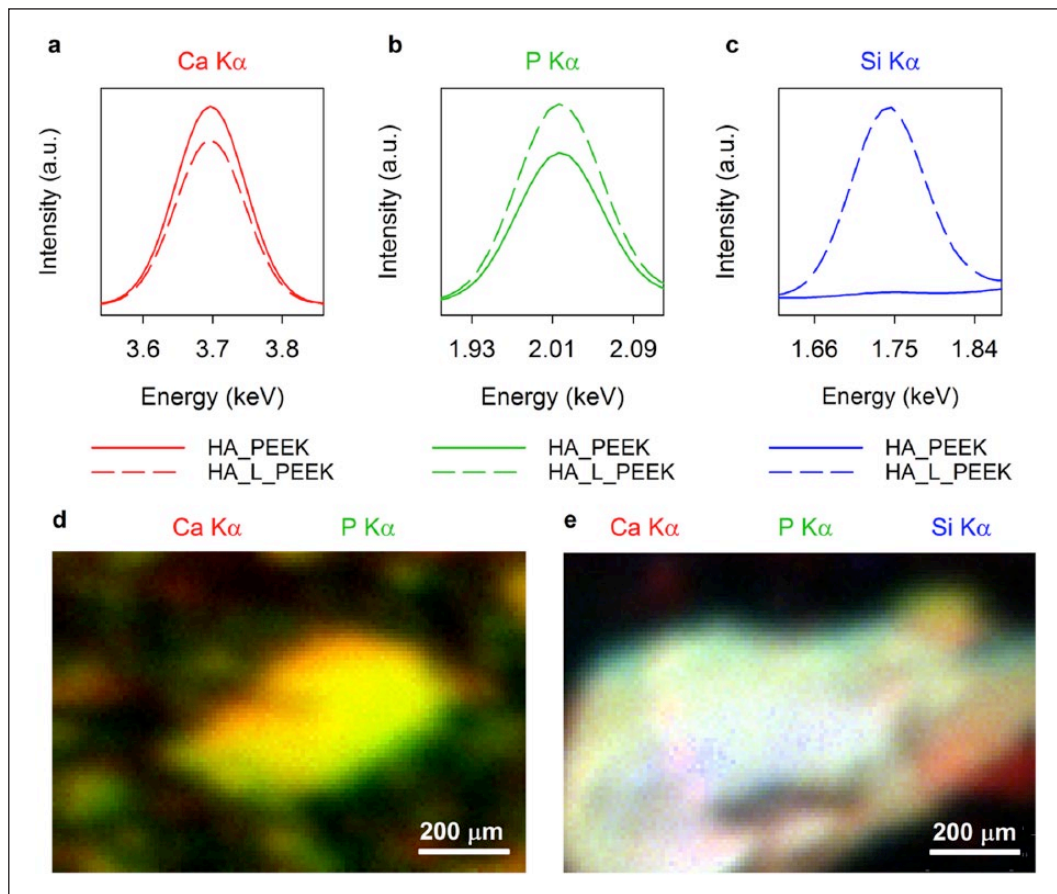 a b c
Ca Kα P Kα Si Kα
Intensity (a.u.) Intensity (a.u.) Intensity (a.u.)
3.6 3.7 3.8 1.93 2.01 2.09 1.66 1.75 1.84
Energy (keV) Energy (keV) Energy (keV)
HA_PEEK HA_PEEK HA_PEEK
HA_L_PEEK HA_L_PEEK HA_L_PEEK
d Ca Kα P Kα e Ca Kα P Kα Si Kα
200 µm 200 µm